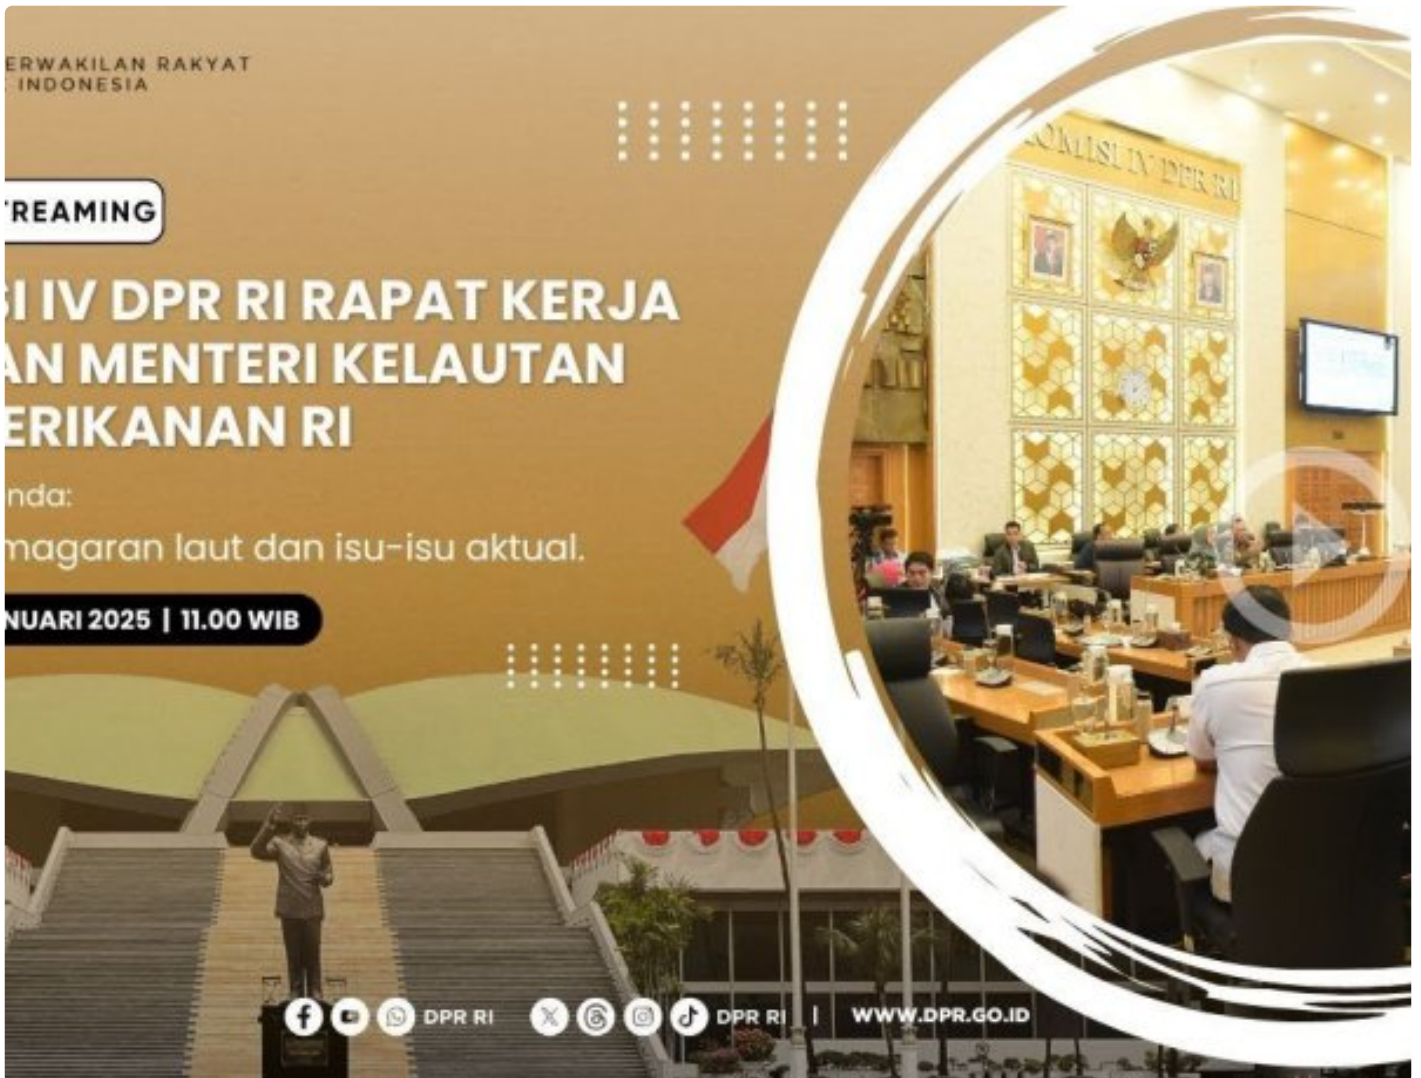 ERWAKILAN RAKYAT
INDONESIA
TREAMING
SI IV DPR RI RAPAT KERJA
AN MENTERI KELAUTAN
ERIKANAN RI
nda:
magaran laut dan isu-isu aktual.
NUARI 2025 | 11.00 WIB
KOMISI IV DPR RI
DPR RI
DPR RI | WWW.DPR.GO.ID